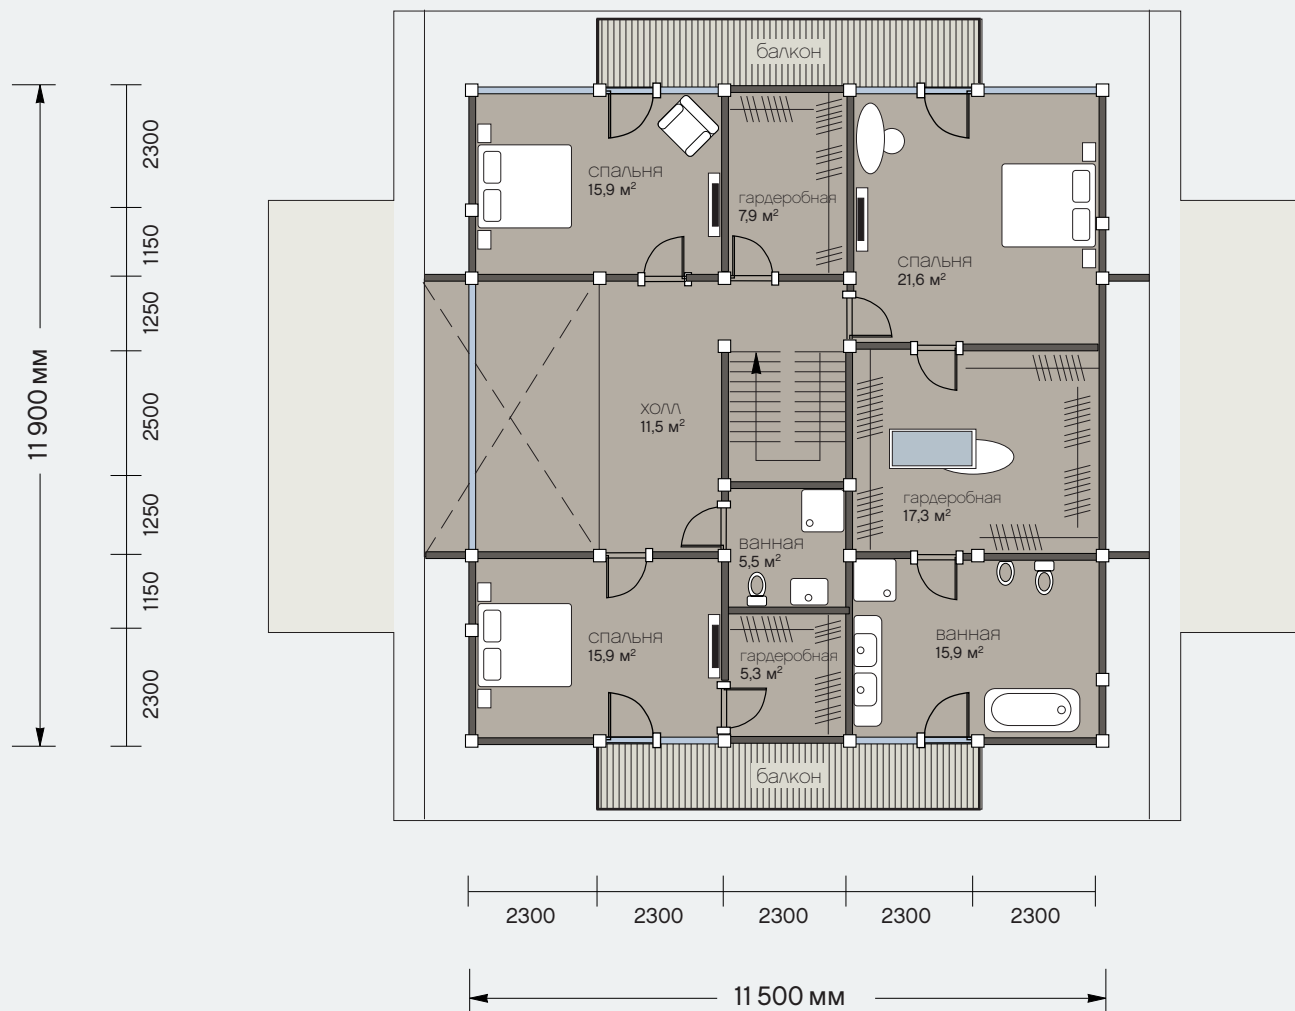 балкон
спальня
15,9 м²
гардеробная
7,9 м²
спальня
21,6 м²
холл
11,5 м²
гардеробная
17,3 м²
ванная
5,5 м²
спальня
15,9 м²
гардеробная
5,3 м²
ванная
15,9 м²
балкон
11 900 мм
2300
1150
1250
2500
1250
1150
2300
2300
2300
2300
2300
2300
11 500 мм